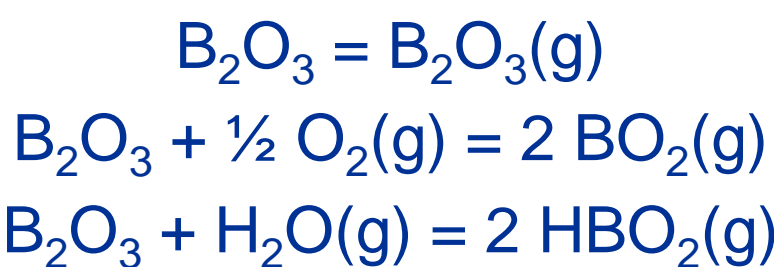 B₂O₃ = B₂O₃(g)
B₂O₃ + ½ O₂(g) = 2 BO₂(g)
B₂O₃ + H₂O(g) = 2 HBO₂(g)